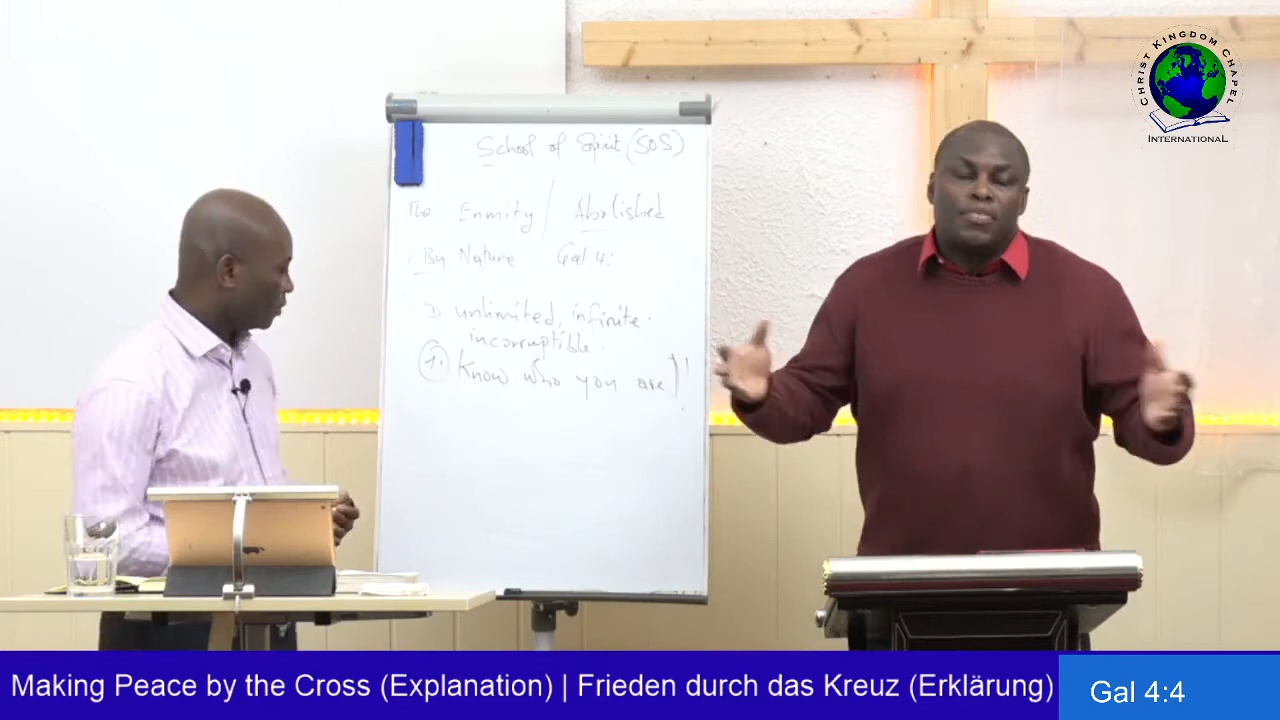 CHRIST KINGDOM CHAPEL
INTERNATIONAL
School of Spirit (SOS)
The Enmity / Abolished
By Nature Gal 4:
1) unlimited, infinite.
incorruptible.
1. Know who you are !
Making Peace by the Cross (Explanation) | Frieden durch das Kreuz (Erklärung)
Gal 4:4